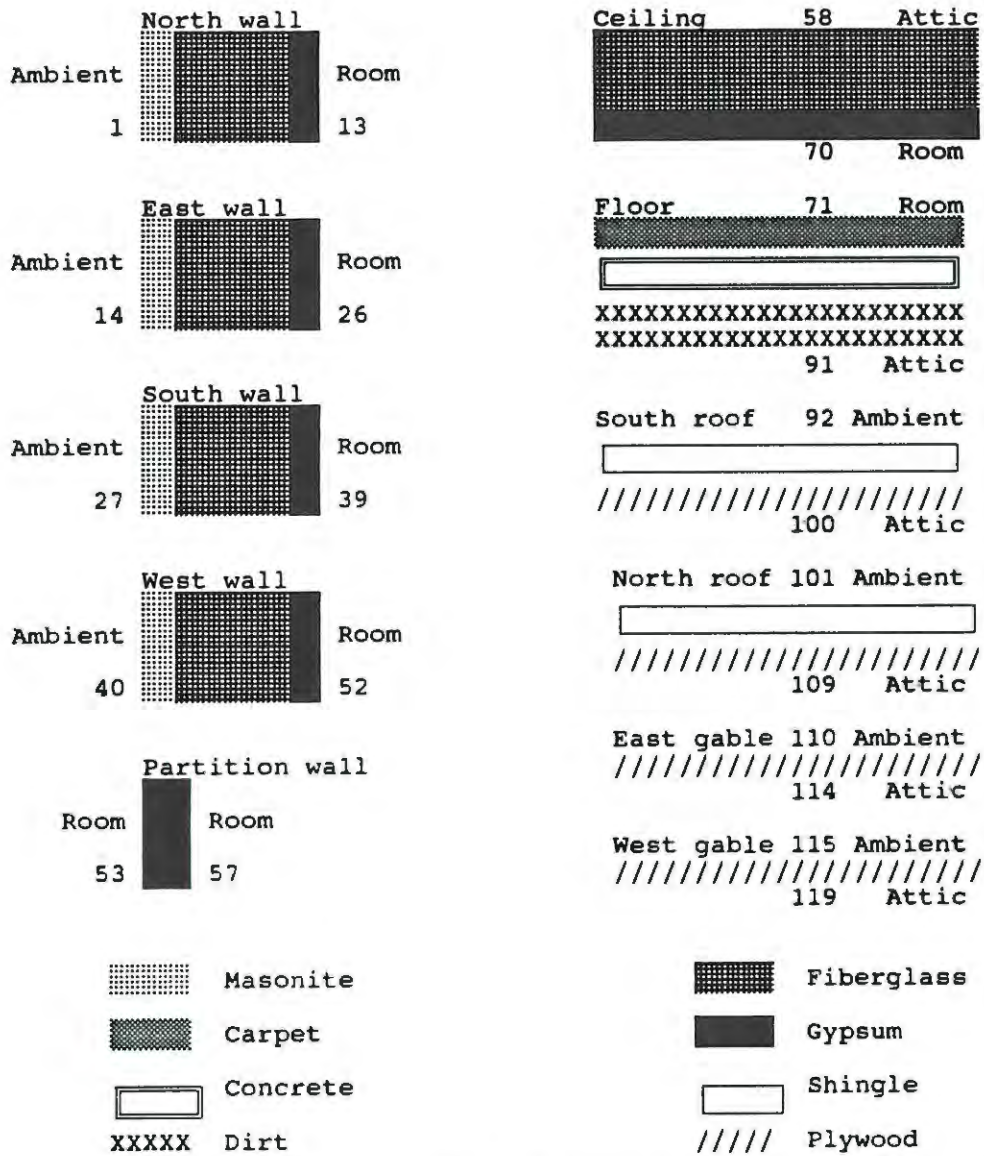 North wall
Ambient Room
1 13
East wall
Ambient Room
14 26
South wall
Ambient Room
27 39
West wall
Ambient Room
40 52
Partition wall
Room Room
53 57
Ceiling 58 Attic
70 Room
Floor 71 Room
XXXXXXXXXXXXXXXXXXXXXXX
XXXXXXXXXXXXXXXXXXXXXXX
91 Attic
South roof 92 Ambient
100 Attic
North roof 101 Ambient
109 Attic
East gable 110 Ambient
114 Attic
West gable 115 Ambient
119 Attic
Masonite
Carpet
Concrete
XXXXX Dirt
Fiberglass
Gypsum
Shingle
///// Plywood